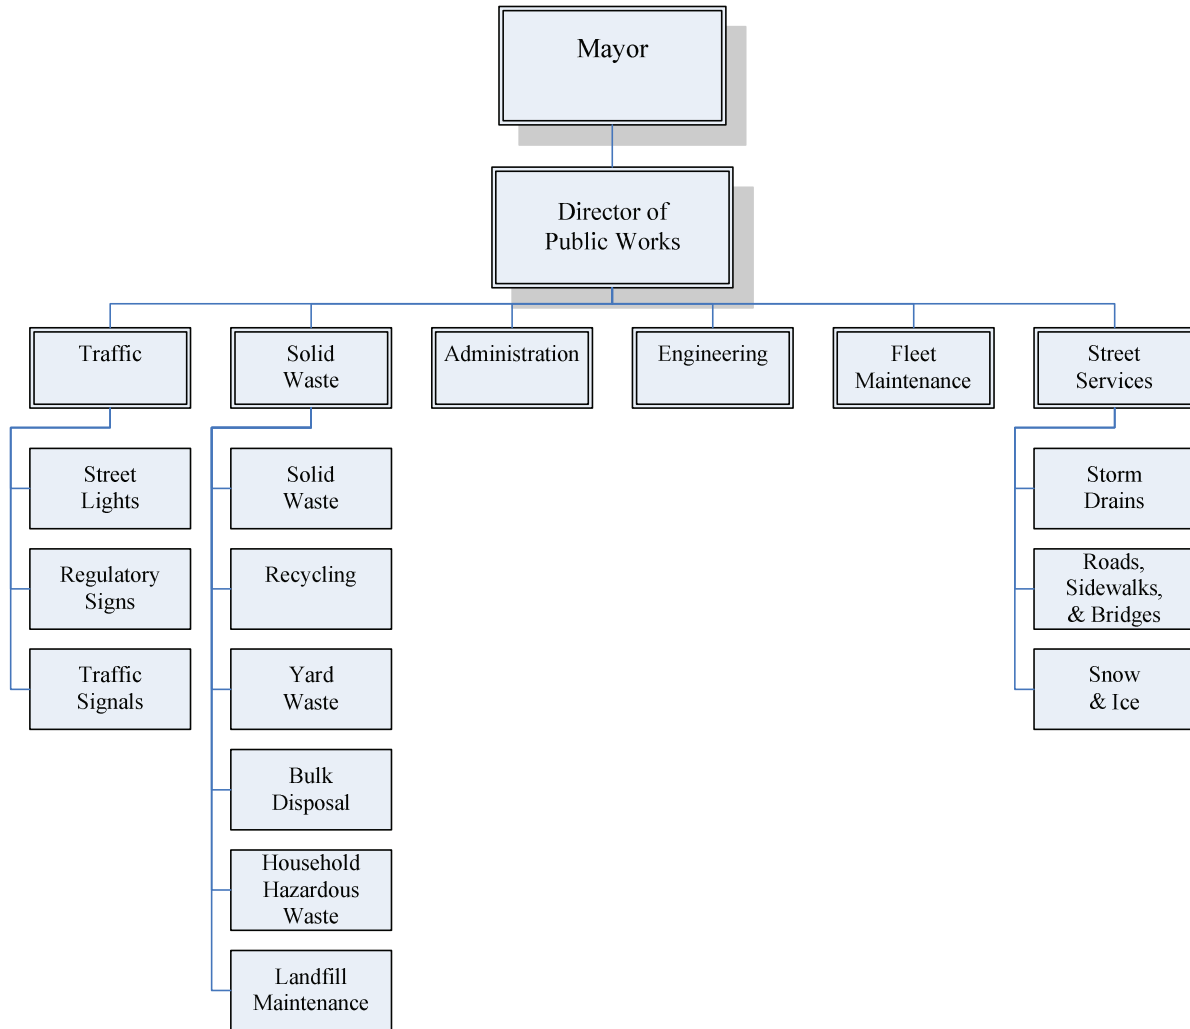 Mayor
Director of
Public Works
Traffic
Solid
Waste
Administration
Engineering
Fleet
Maintenance
Street
Services
Street
Lights
Regulatory
Signs
Traffic
Signals
Solid
Waste
Recycling
Yard
Waste
Bulk
Disposal
Household
Hazardous
Waste
Landfill
Maintenance
Storm
Drains
Roads,
Sidewalks,
& Bridges
Snow
& Ice